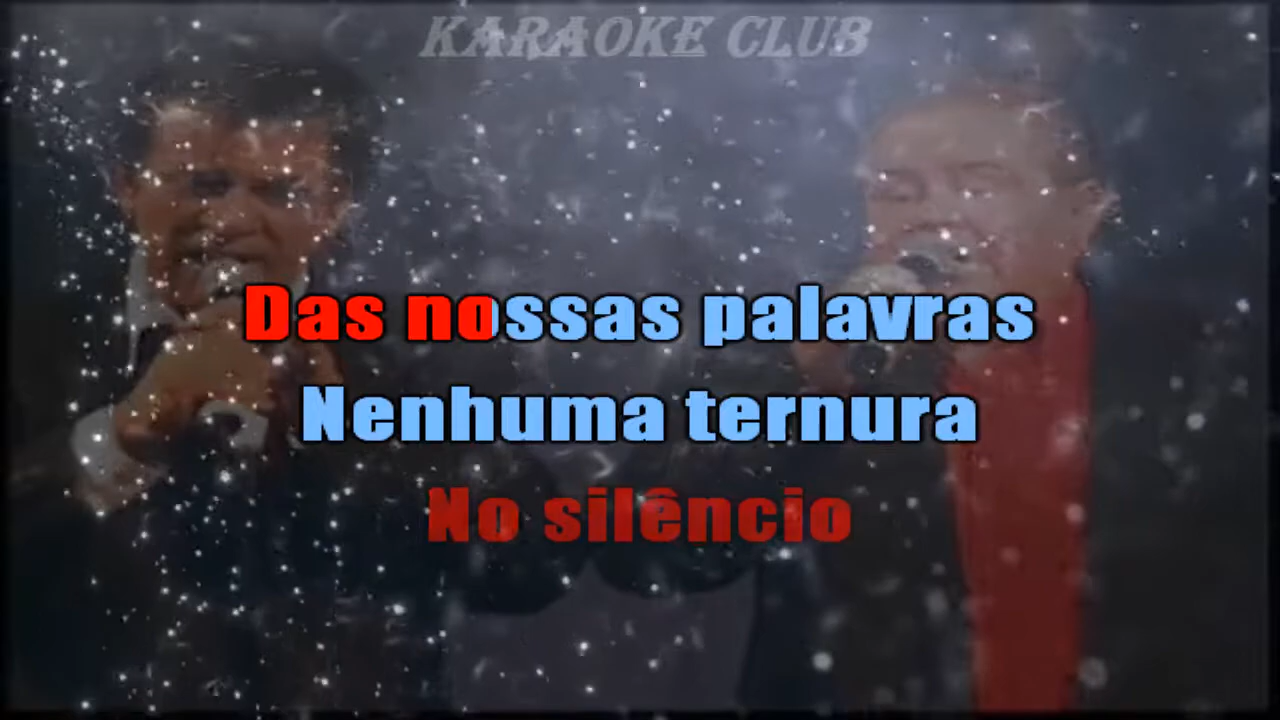 KARAOKE CLUB
Das nossas palavras
Nenhuma ternura
No silêncio